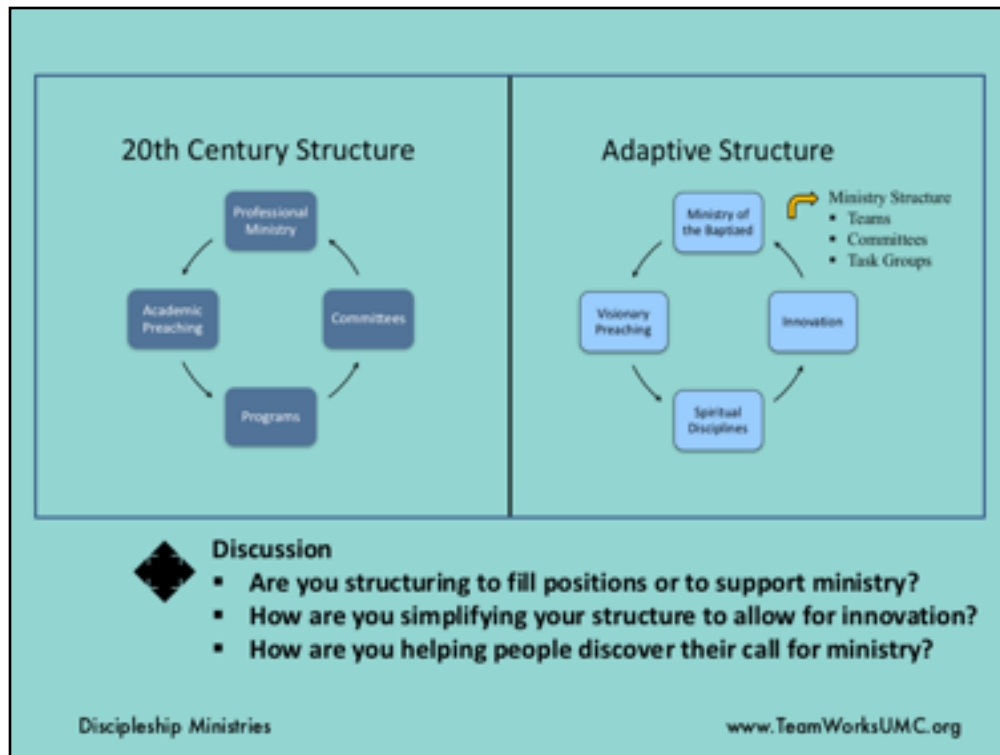 20th Century Structure
Professional
Ministry
Academic
Preaching
Committees
Programs
Adaptive Structure
Ministry of
the Baptized
Ministry Structure
▪ Teams
▪ Committees
▪ Task Groups
Visionary
Preaching
Innovation
Spiritual
Disciplines
Discussion
▪ Are you structuring to fill positions or to support ministry?
▪ How are you simplifying your structure to allow for innovation?
▪ How are you helping people discover their call for ministry?
Discipleship Ministries
www.TeamWorksUMC.org